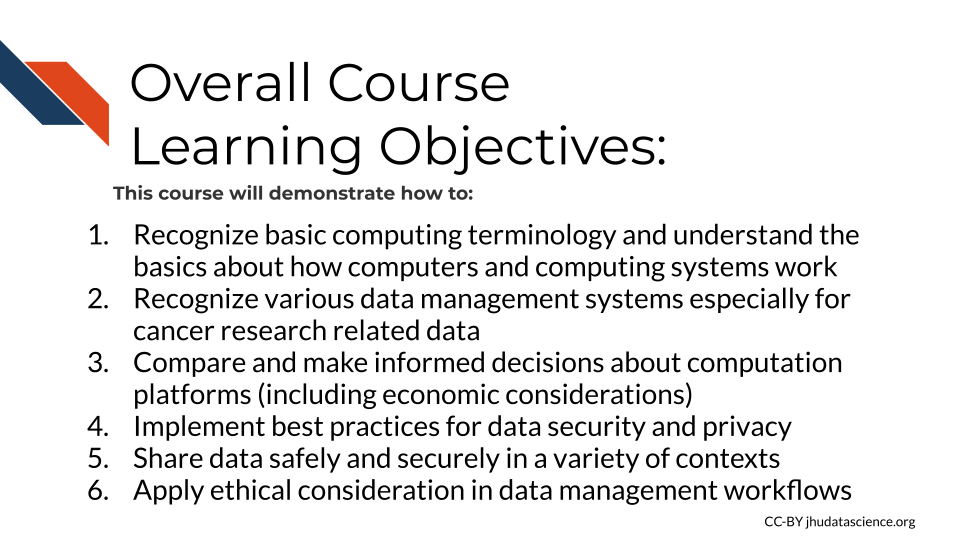 Overall Course
Learning Objectives:
This course will demonstrate how to:
1. Recognize basic computing terminology and understand the
basics about how computers and computing systems work
2. Recognize various data management systems especially for
cancer research related data
3. Compare and make informed decisions about computation
platforms (including economic considerations)
4. Implement best practices for data security and privacy
5. Share data safely and securely in a variety of contexts
6. Apply ethical consideration in data management workflows
CC-BY jhudatascience.org